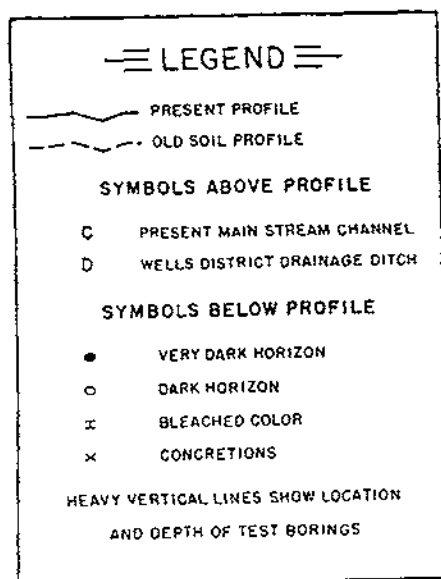 LEGEND
PRESENT PROFILE
OLD SOIL PROFILE
SYMBOLS ABOVE PROFILE
C PRESENT MAIN STREAM CHANNEL
D WELLS DISTRICT DRAINAGE DITCH
SYMBOLS BELOW PROFILE
● VERY DARK HORIZON
○ DARK HORIZON
⌶ BLEACHED COLOR
× CONCRETIONS
HEAVY VERTICAL LINES SHOW LOCATION
AND DEPTH OF TEST BORINGS